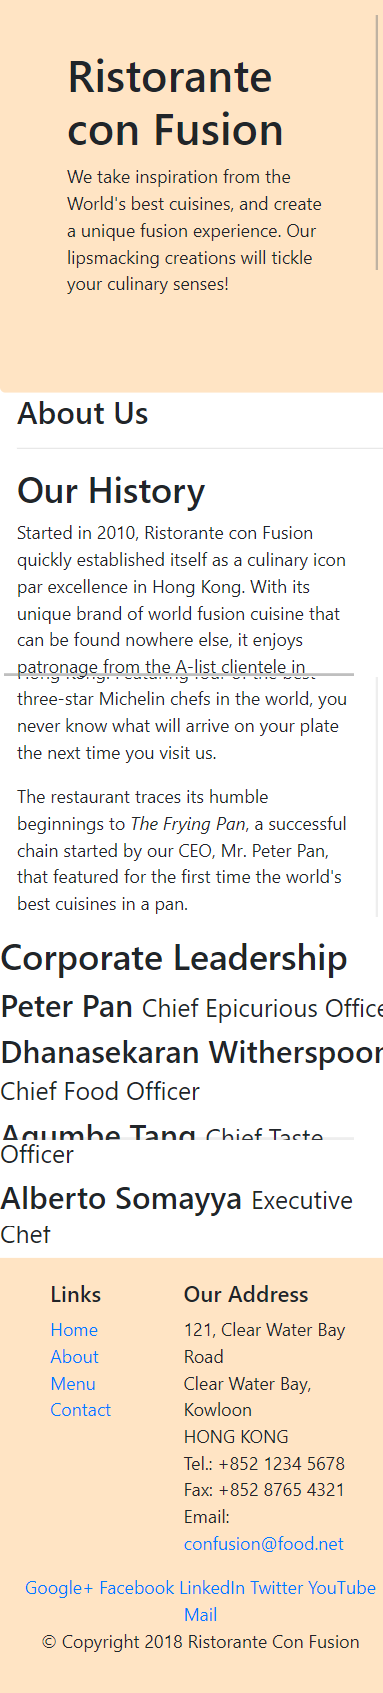 Ristorante
con Fusion
We take inspiration from the
World's best cuisines, and create
a unique fusion experience. Our
lipsmacking creations will tickle
your culinary senses!
About Us
Our History
Started in 2010, Ristorante con Fusion
quickly established itself as a culinary icon
par excellence in Hong Kong. With its
unique brand of world fusion cuisine that
can be found nowhere else, it enjoys
patronage from the A-list clientele in
Hong Kong. Featuring four of the best
three-star Michelin chefs in the world, you
never know what will arrive on your plate
the next time you visit us.
The restaurant traces its humble
beginnings to The Frying Pan, a successful
chain started by our CEO, Mr. Peter Pan,
that featured for the first time the world's
best cuisines in a pan.
Corporate Leadership
Peter Pan Chief Epicurious Office
Dhanasekaran Witherspoon
Chief Food Officer
Agumbe Tang Chief Taste
Officer
Alberto Somayya Executive
Chef
Links
Home
About
Menu
Contact
Our Address
121, Clear Water Bay
Road
Clear Water Bay,
Kowloon
HONG KONG
Tel.: +852 1234 5678
Fax: +852 8765 4321
Email:
confusion@food.net
Google+ Facebook LinkedIn Twitter YouTube
Mail
© Copyright 2018 Ristorante Con Fusion